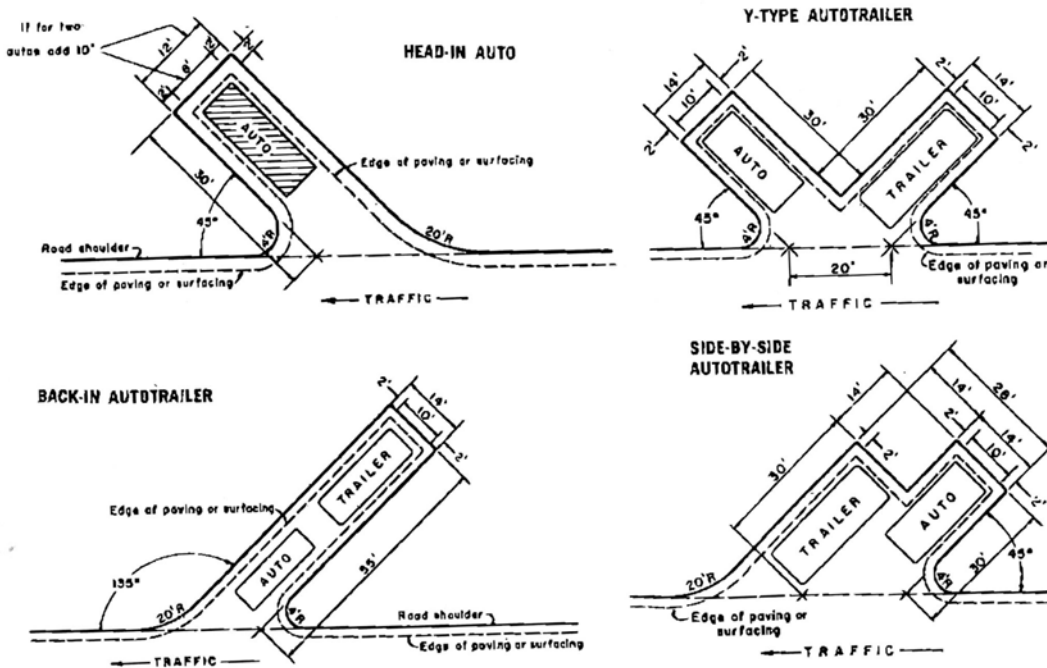 If for two
autos add 10'
12'
8'
2'
2'
2'
HEAD-IN AUTO
AUTO
30'
Edge of paving or surfacing
45°
4'R
20'R
Road shoulder
Edge of paving or surfacing
TRAFFIC
Y-TYPE AUTOTRAILER
14'
10'
2'
2'
30'
30'
2'
14'
10'
2'
AUTO
TRAILER
45°
4'R
4'R
45°
20'
Edge of paving or
surfacing
TRAFFIC
BACK-IN AUTOTRAILER
2'
14'
10'
2'
TRAILER
Edge of paving or surfacing
AUTO
135°
55'
20'R
4'R
Road shoulder
Edge of paving or surfacing
TRAFFIC
SIDE-BY-SIDE
AUTOTRAILER
14'
14'
28'
2'
14'
10'
2'
2'
30'
TRAILER
AUTO
30'
45°
20'R
4'R
Edge of paving or
surfacing
TRAFFIC